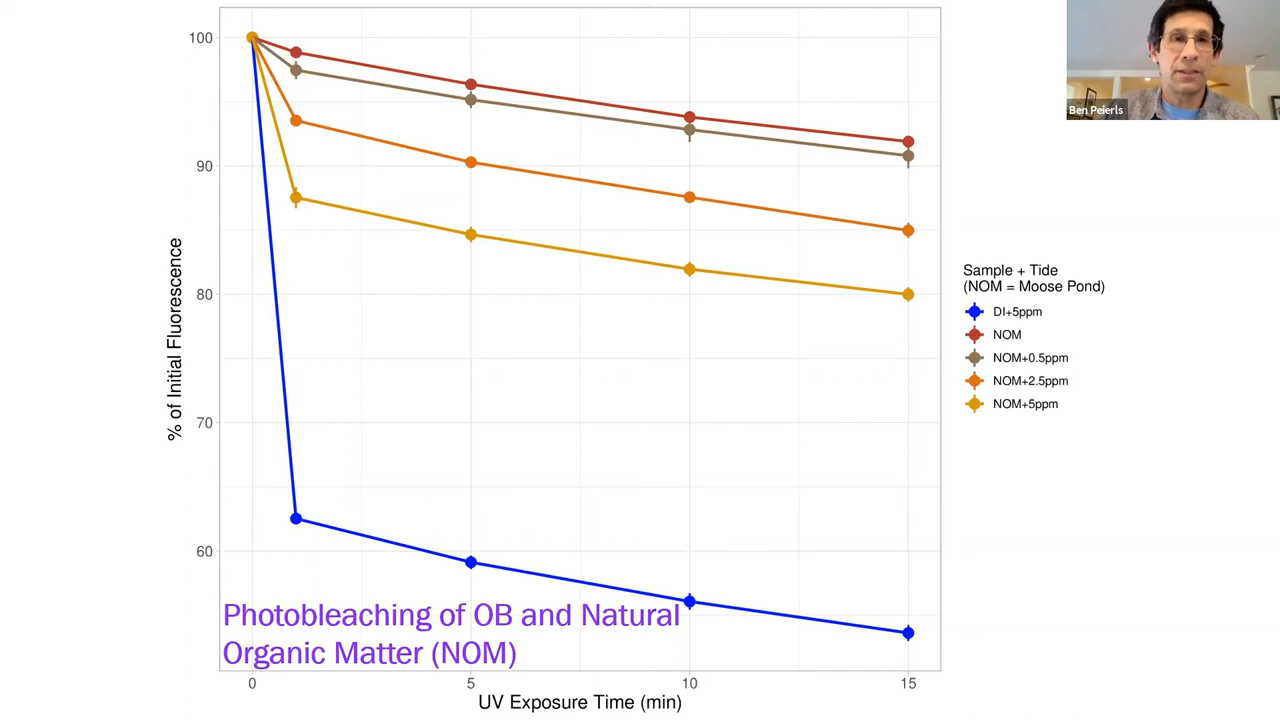 Ben Peierls
100
90
80
70
60
% of Initial Fluorescence
0
5
10
15
UV Exposure Time (min)
Photobleaching of OB and Natural
Organic Matter (NOM)
Sample + Tide
(NOM = Moose Pond)
DI+5ppm
NOM
NOM+0.5ppm
NOM+2.5ppm
NOM+5ppm